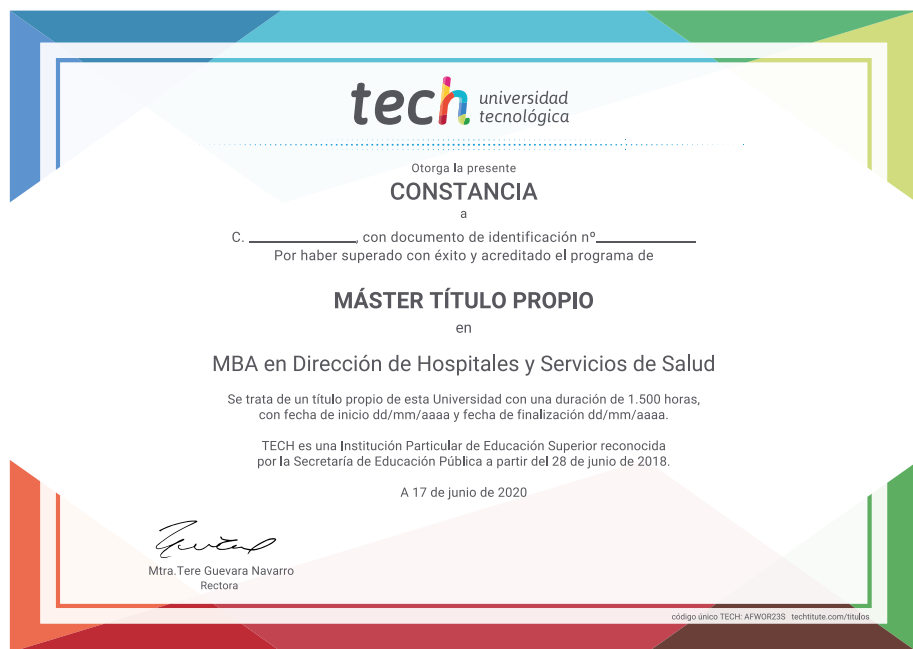 tech universidad
tecnológica
Otorga la presente
CONSTANCIA
a
C. ____________, con documento de identificación nº____________
Por haber superado con éxito y acreditado el programa de
MÁSTER TÍTULO PROPIO
en
MBA en Dirección de Hospitales y Servicios de Salud
Se trata de un título propio de esta Universidad con una duración de 1.500 horas,
con fecha de inicio dd/mm/aaaa y fecha de finalización dd/mm/aaaa.
TECH es una Institución Particular de Educación Superior reconocida
por la Secretaría de Educación Pública a partir del 28 de junio de 2018.
A 17 de junio de 2020
Mtra.Tere Guevara Navarro
Rectora
código único TECH: AFWOR23S techtitute.com/titulos